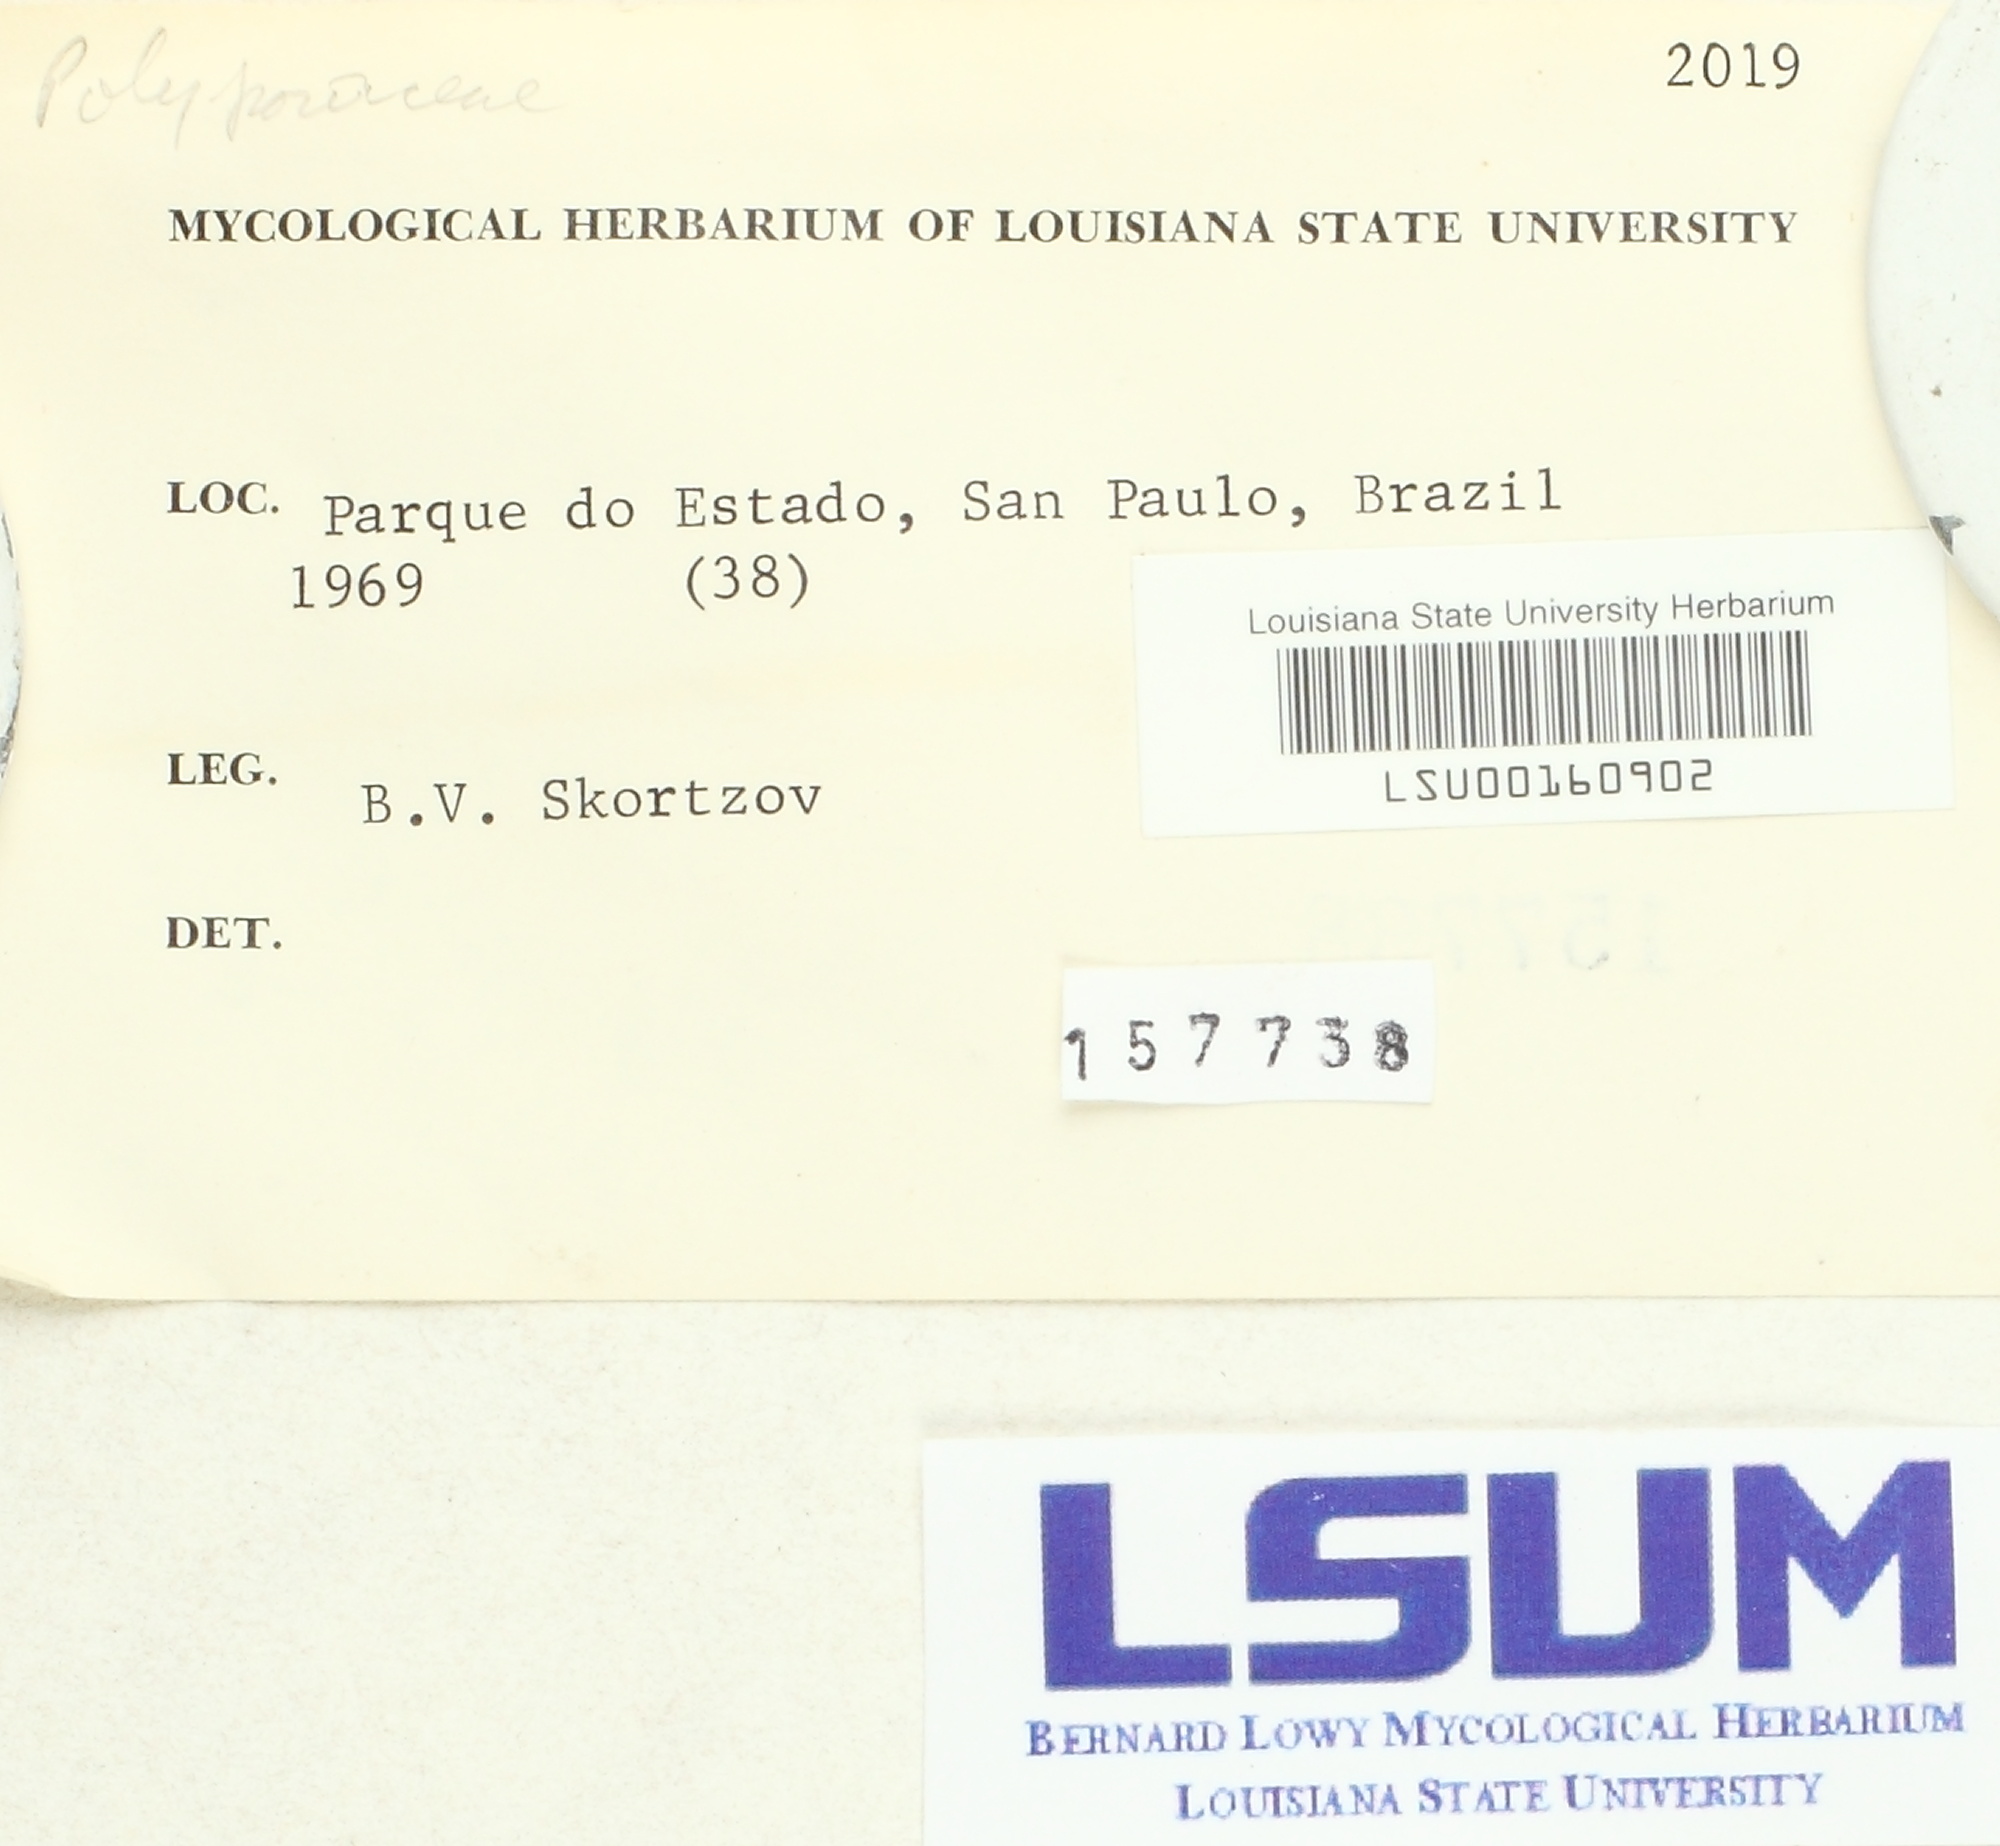 Polyporaceae
2019
MYCOLOGICAL HERBARIUM OF LOUISIANA STATE UNIVERSITY
LOC. Parque do Estado, San Paulo, Brazil
1969 (38)
Louisiana State University Herbarium
LSU00160902
LEG. B.V. Skortzov
DET.
157738
LSUM
BERNARD LOWY MYCOLOGICAL HERBARIUM
LOUISIANA STATE UNIVERSITY